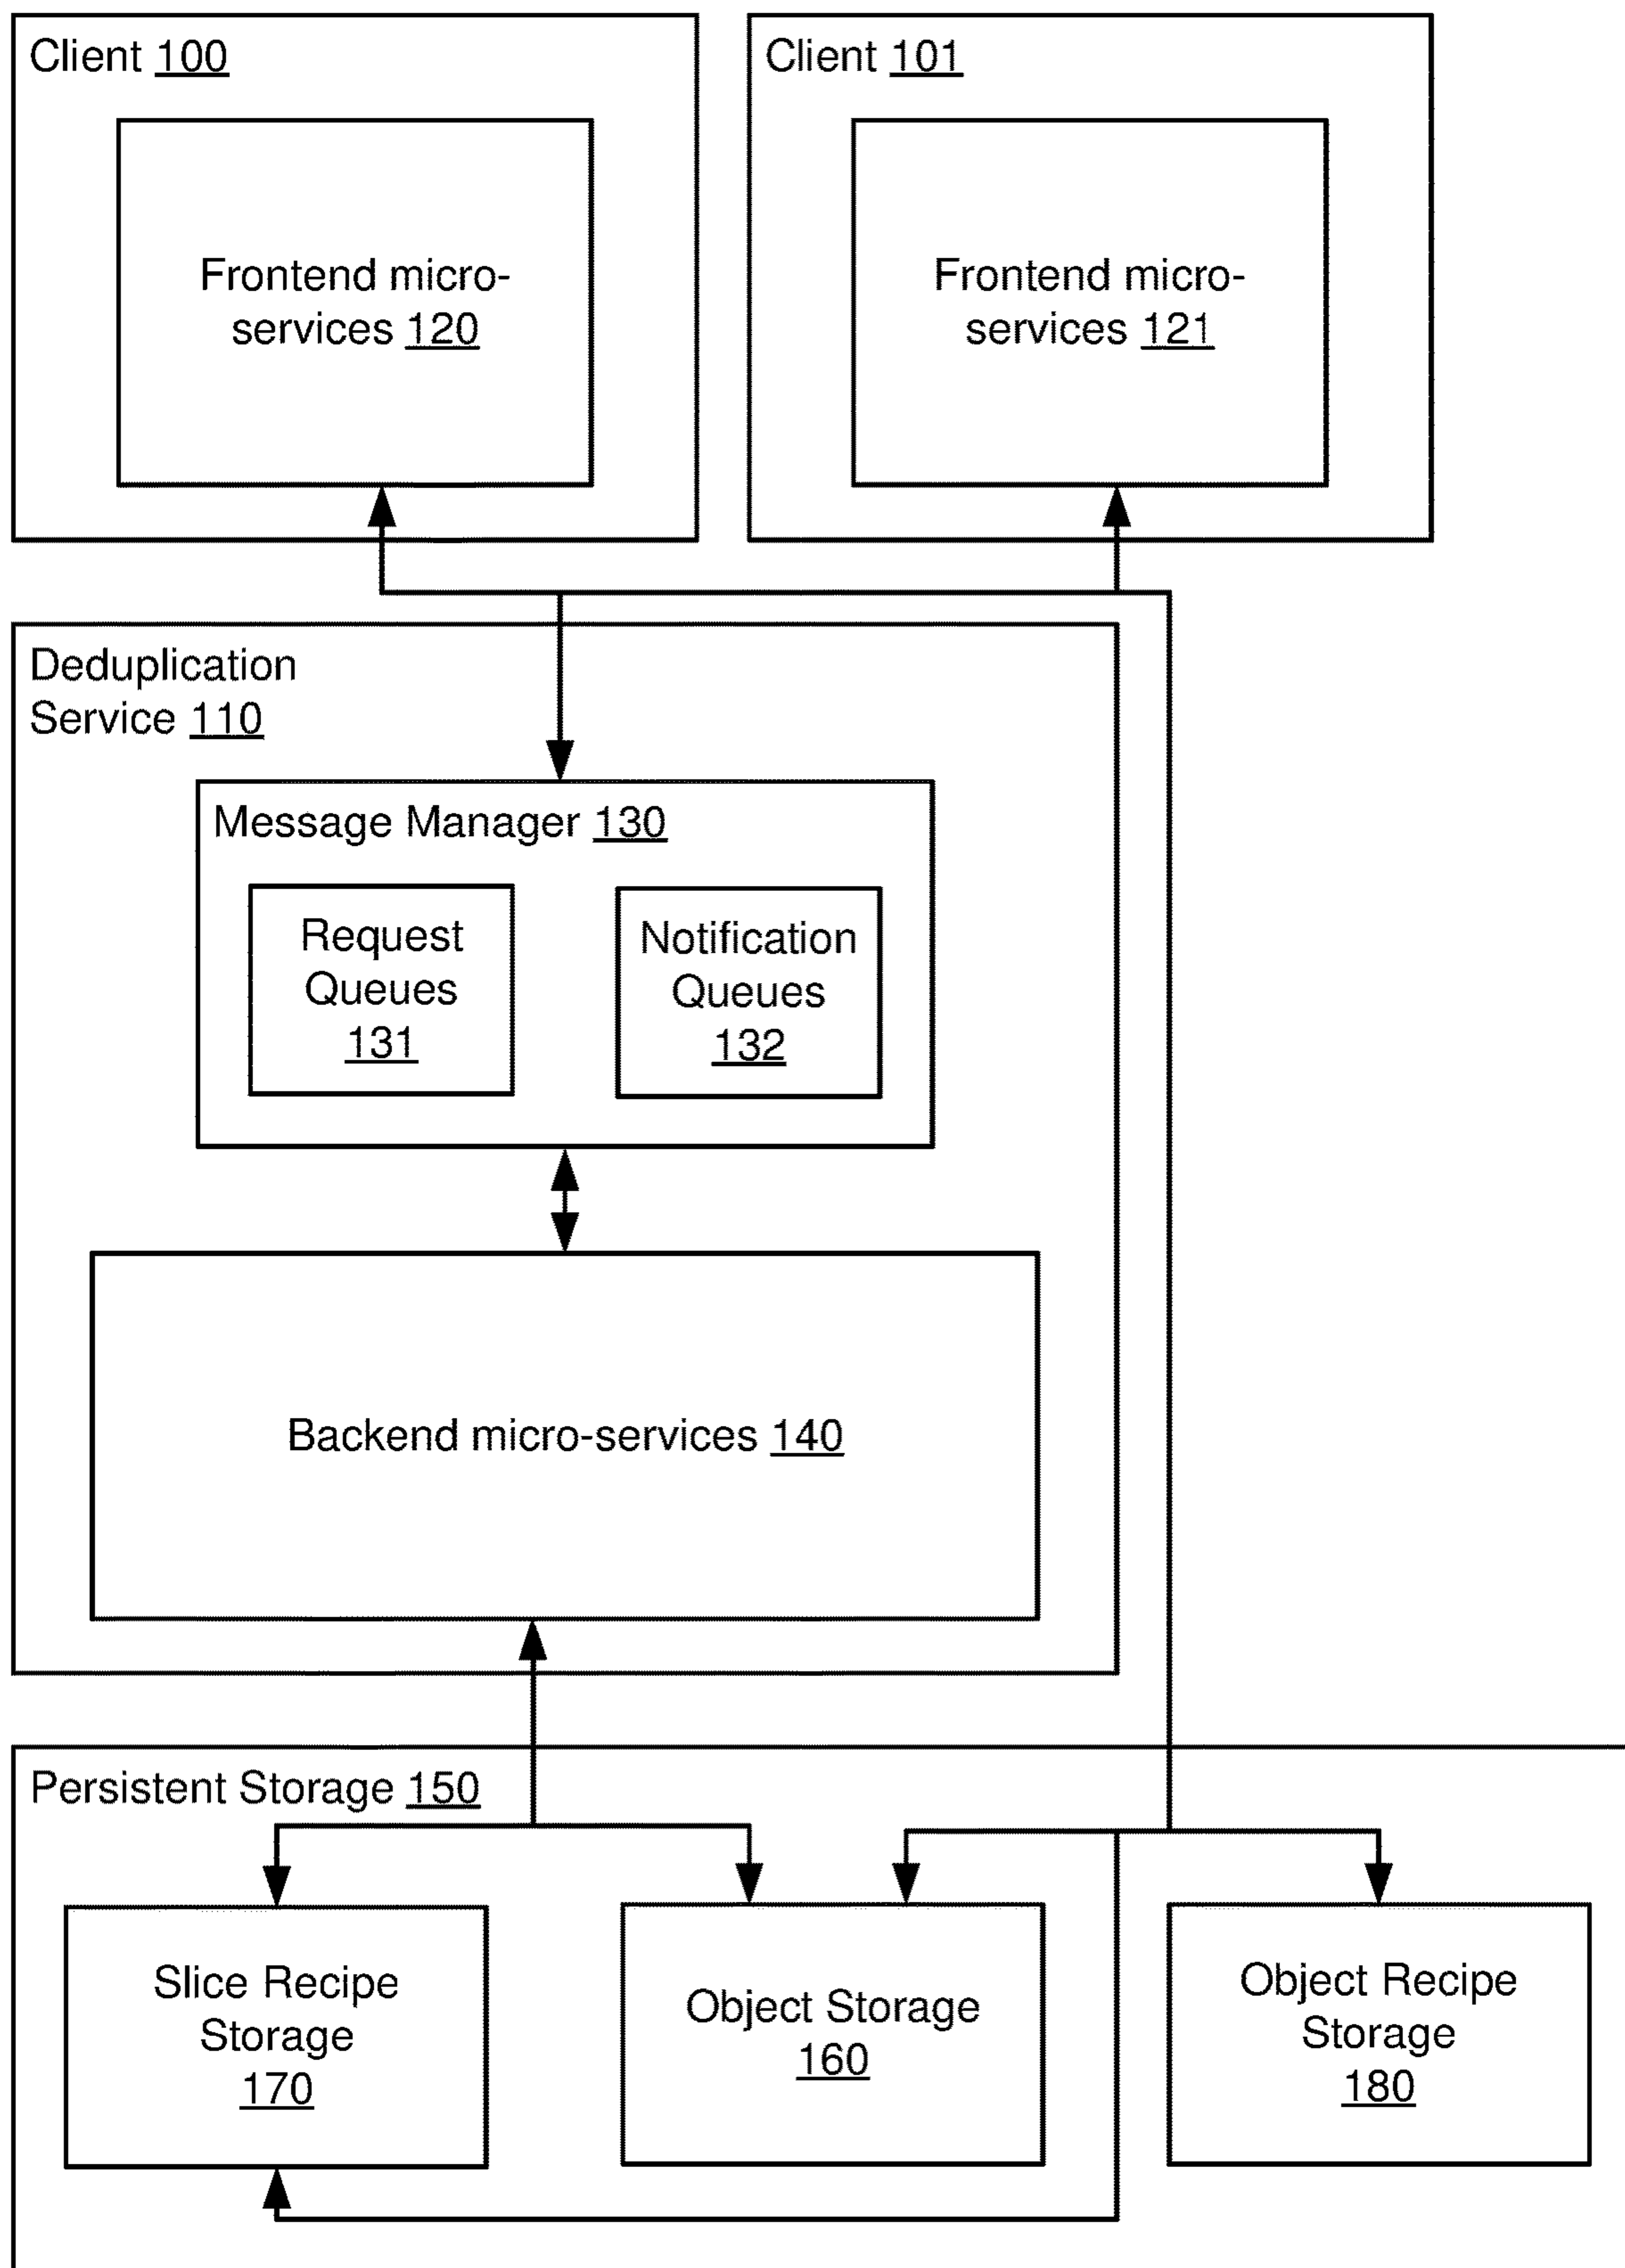 Client 100
Client 101
Frontend micro-
services 120
Frontend micro-
services 121
Deduplication
Service 110
Message Manager 130
Request
Queues
131
Notification
Queues
132
Backend micro-services 140
Persistent Storage 150
Slice Recipe
Storage
170
Object Storage
160
Object Recipe
Storage
180